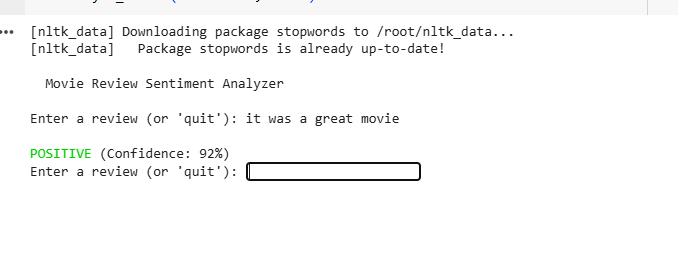 ... [nltk_data] Downloading package stopwords to /root/nltk_data...
[nltk_data]   Package stopwords is already up-to-date!
Movie Review Sentiment Analyzer
Enter a review (or 'quit'): it was a great movie
POSITIVE (Confidence: 92%)
Enter a review (or 'quit'):